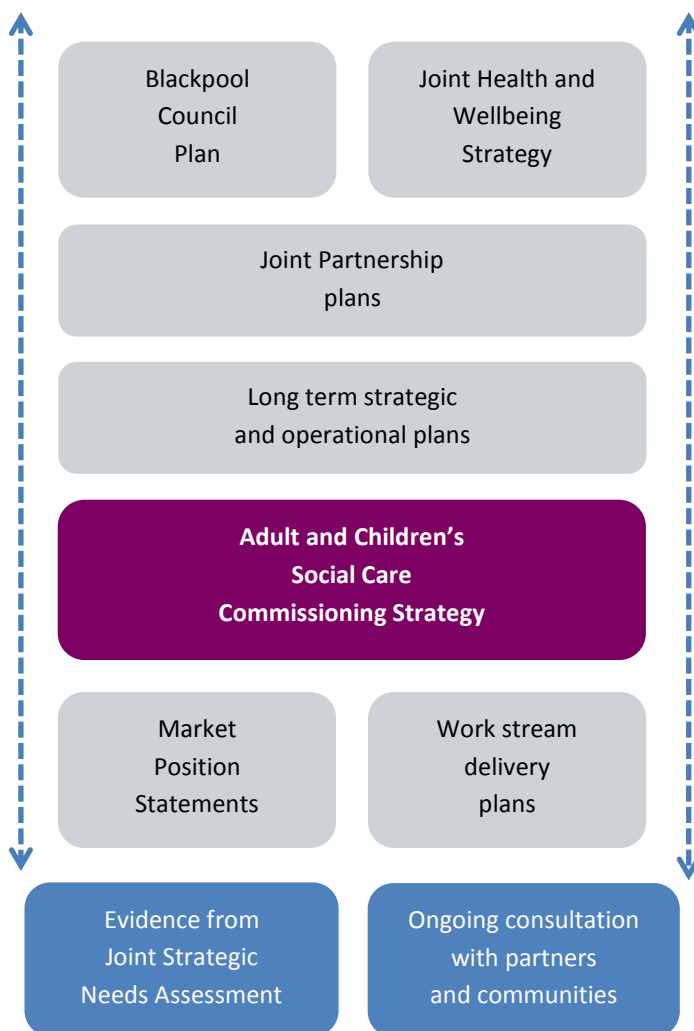 Blackpool
Council
Plan
Joint Health and
Wellbeing
Strategy
Joint Partnership
plans
Long term strategic
and operational plans
Adult and Children’s
Social Care
Commissioning Strategy
Market
Position
Statements
Work stream
delivery
plans
Evidence from
Joint Strategic
Needs Assessment
Ongoing consultation
with partners
and communities